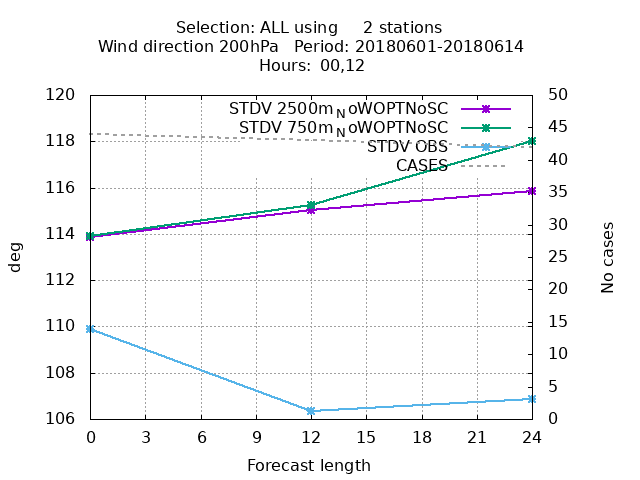 Selection: ALL using     2 stations
Wind direction 200hPa   Period: 20180601-20180614
Hours: 00,12
120
118
116
114
112
110
108
106
50
45
40
35
30
25
20
15
10
5
0
STDV 2500m_NoWOPTNoSC
STDV 750m_NoWOPTNoSC
STDV OBS
CASES
deg
No cases
0 3 6 9 12 15 18 21 24
Forecast length